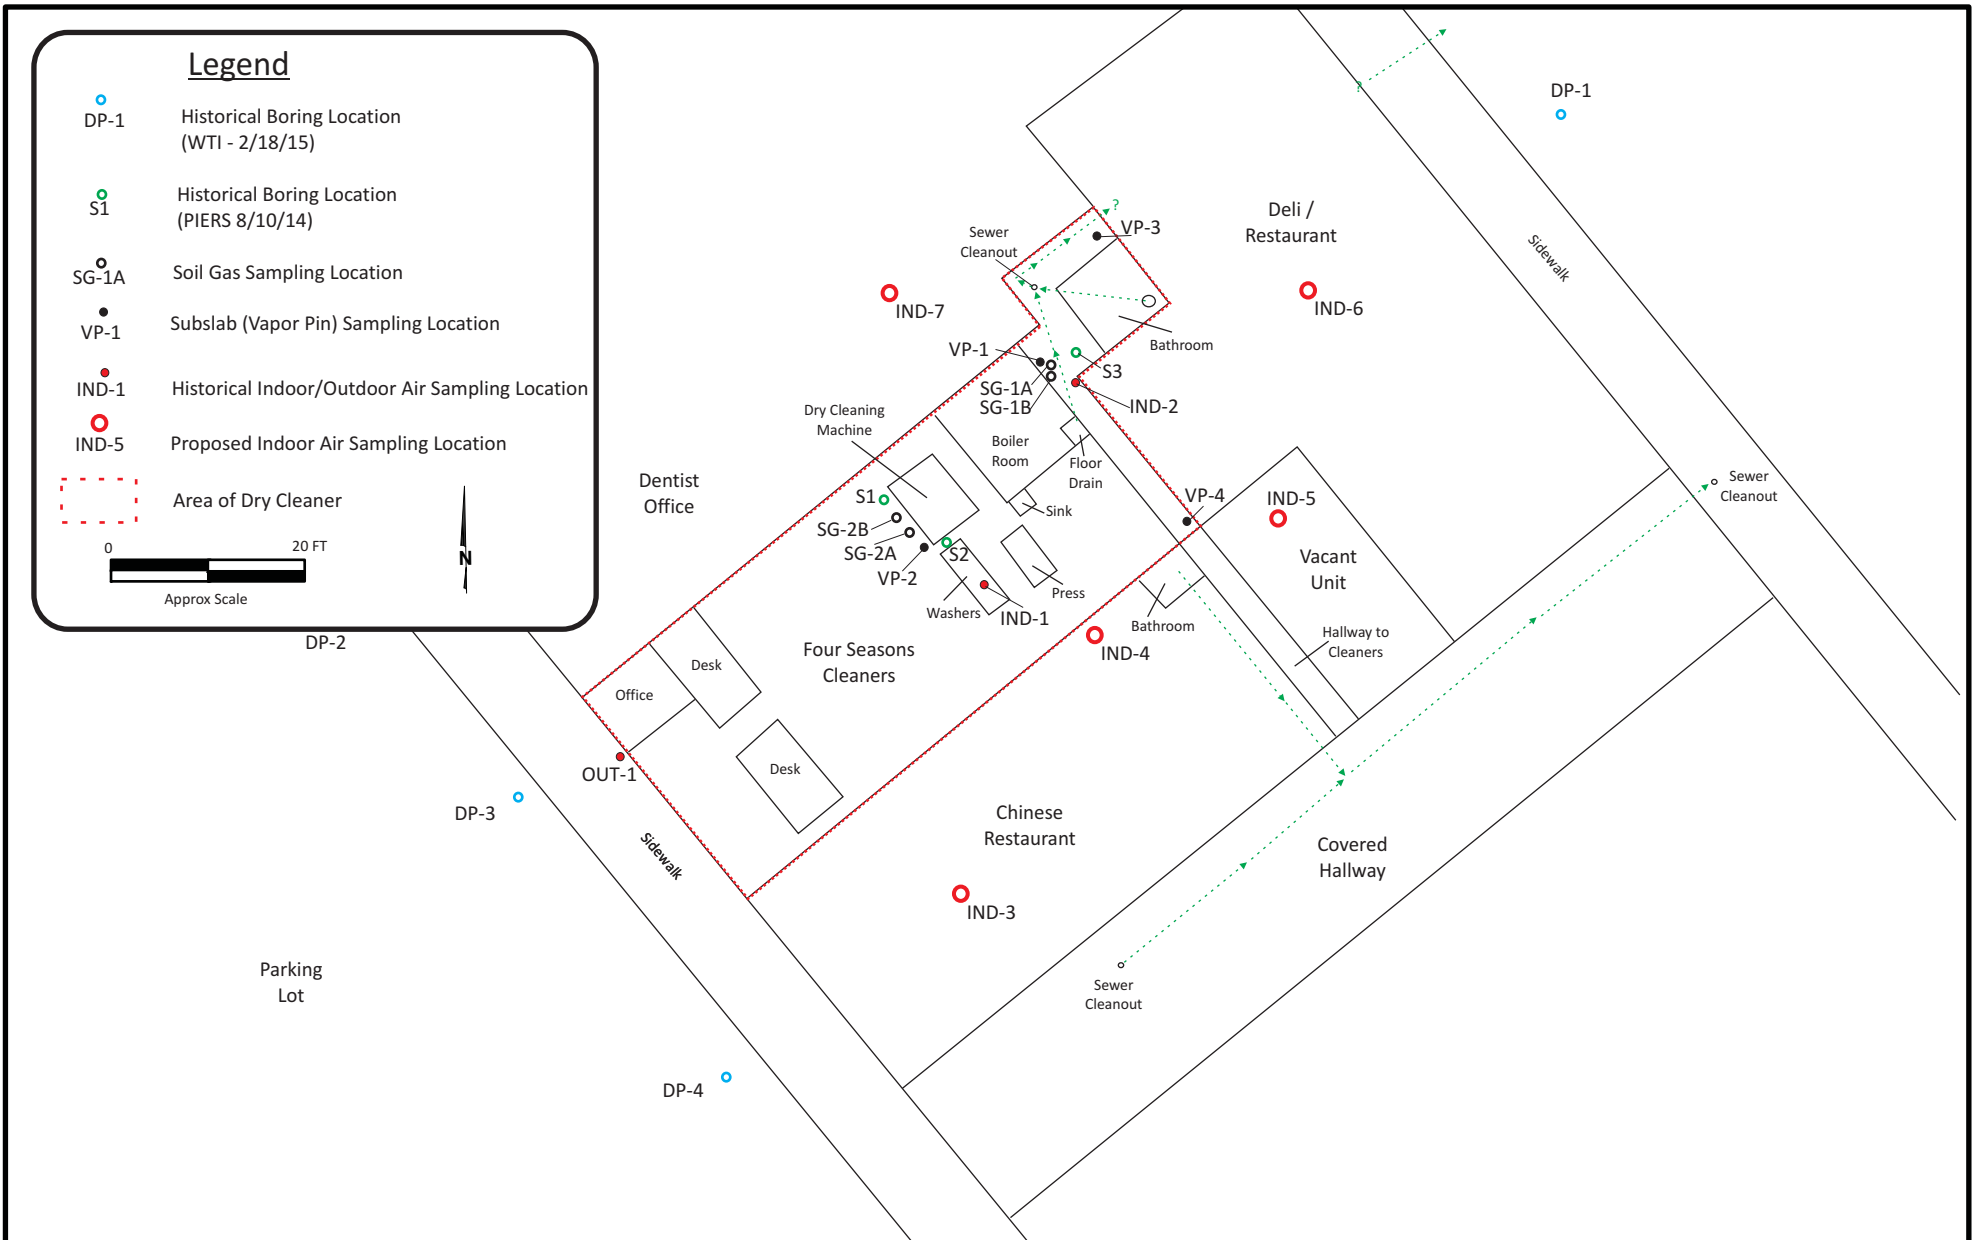 Legend
DP-1
Historical Boring Location
(WTI - 2/18/15)
S1
Historical Boring Location
(PIERS 8/10/14)
SG-1A
Soil Gas Sampling Location
VP-1
Subslab (Vapor Pin) Sampling Location
IND-1
Historical Indoor/Outdoor Air Sampling Location
IND-5
Proposed Indoor Air Sampling Location
Area of Dry Cleaner
0
20 FT
Approx Scale
N
DP-1
?
?
Deli /
Restaurant
Sidewalk
Sewer
Cleanout
VP-3
IND-7
IND-6
Bathroom
VP-1
S3
SG-1A
SG-1B
IND-2
Dry Cleaning
Machine
Boiler
Room
Floor
Drain
Dentist
Office
Sink
S1
SG-2B
SG-2A
VP-2
S2
VP-4
IND-5
Sewer
Cleanout
Vacant
Unit
Press
Washers
IND-1
Bathroom
Hallway to
Cleaners
IND-4
DP-2
Four Seasons
Cleaners
Desk
Office
Desk
OUT-1
DP-3
Sidewalk
Chinese
Restaurant
Covered
Hallway
IND-3
Parking
Lot
Sewer
Cleanout
DP-4